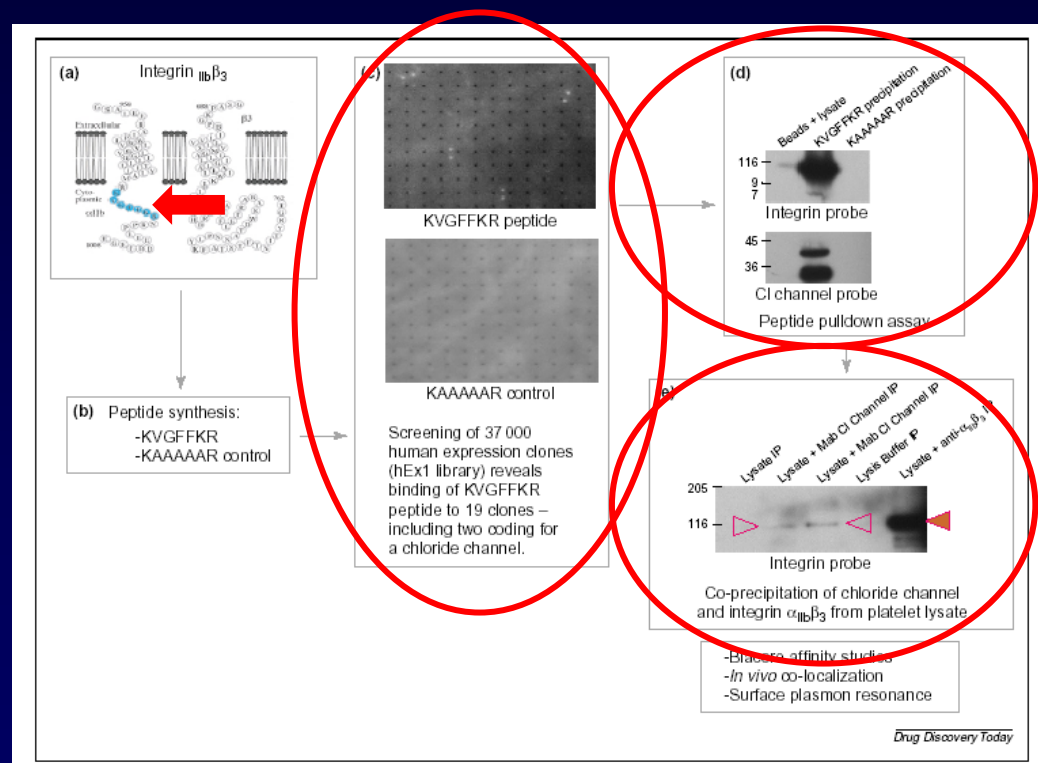 (a) Integrin IIbβ3
Extracellular
β3
Cyto-
plasmic
(b) Peptide synthesis:
-KVGFFKR
-KAAAAAR control
(c)
KVGFFKR peptide
KAAAAAR control
Screening of 37 000
human expression clones
(hEx1 library) reveals
binding of KVGFFKR
peptide to 19 clones –
including two coding for
a chloride channel.
(d)
Beads + lysate
KVGFFKR precipitation
KAAAAAR precipitation
116
9
7
Integrin probe
45
36
Cl channel probe
Peptide pulldown assay
Lysate IP
Lysate + Mab Cl Channel IP
Lysate + Mab Cl Channel IP
Lysis Buffer IP
Lysate + anti-αIIbβ3 IP
205
116
Integrin probe
Co-precipitation of chloride channel
and integrin αIIbβ3 from platelet lysate
-Biacore affinity studies
-In vivo co-localization
-Surface plasmon resonance
Drug Discovery Today